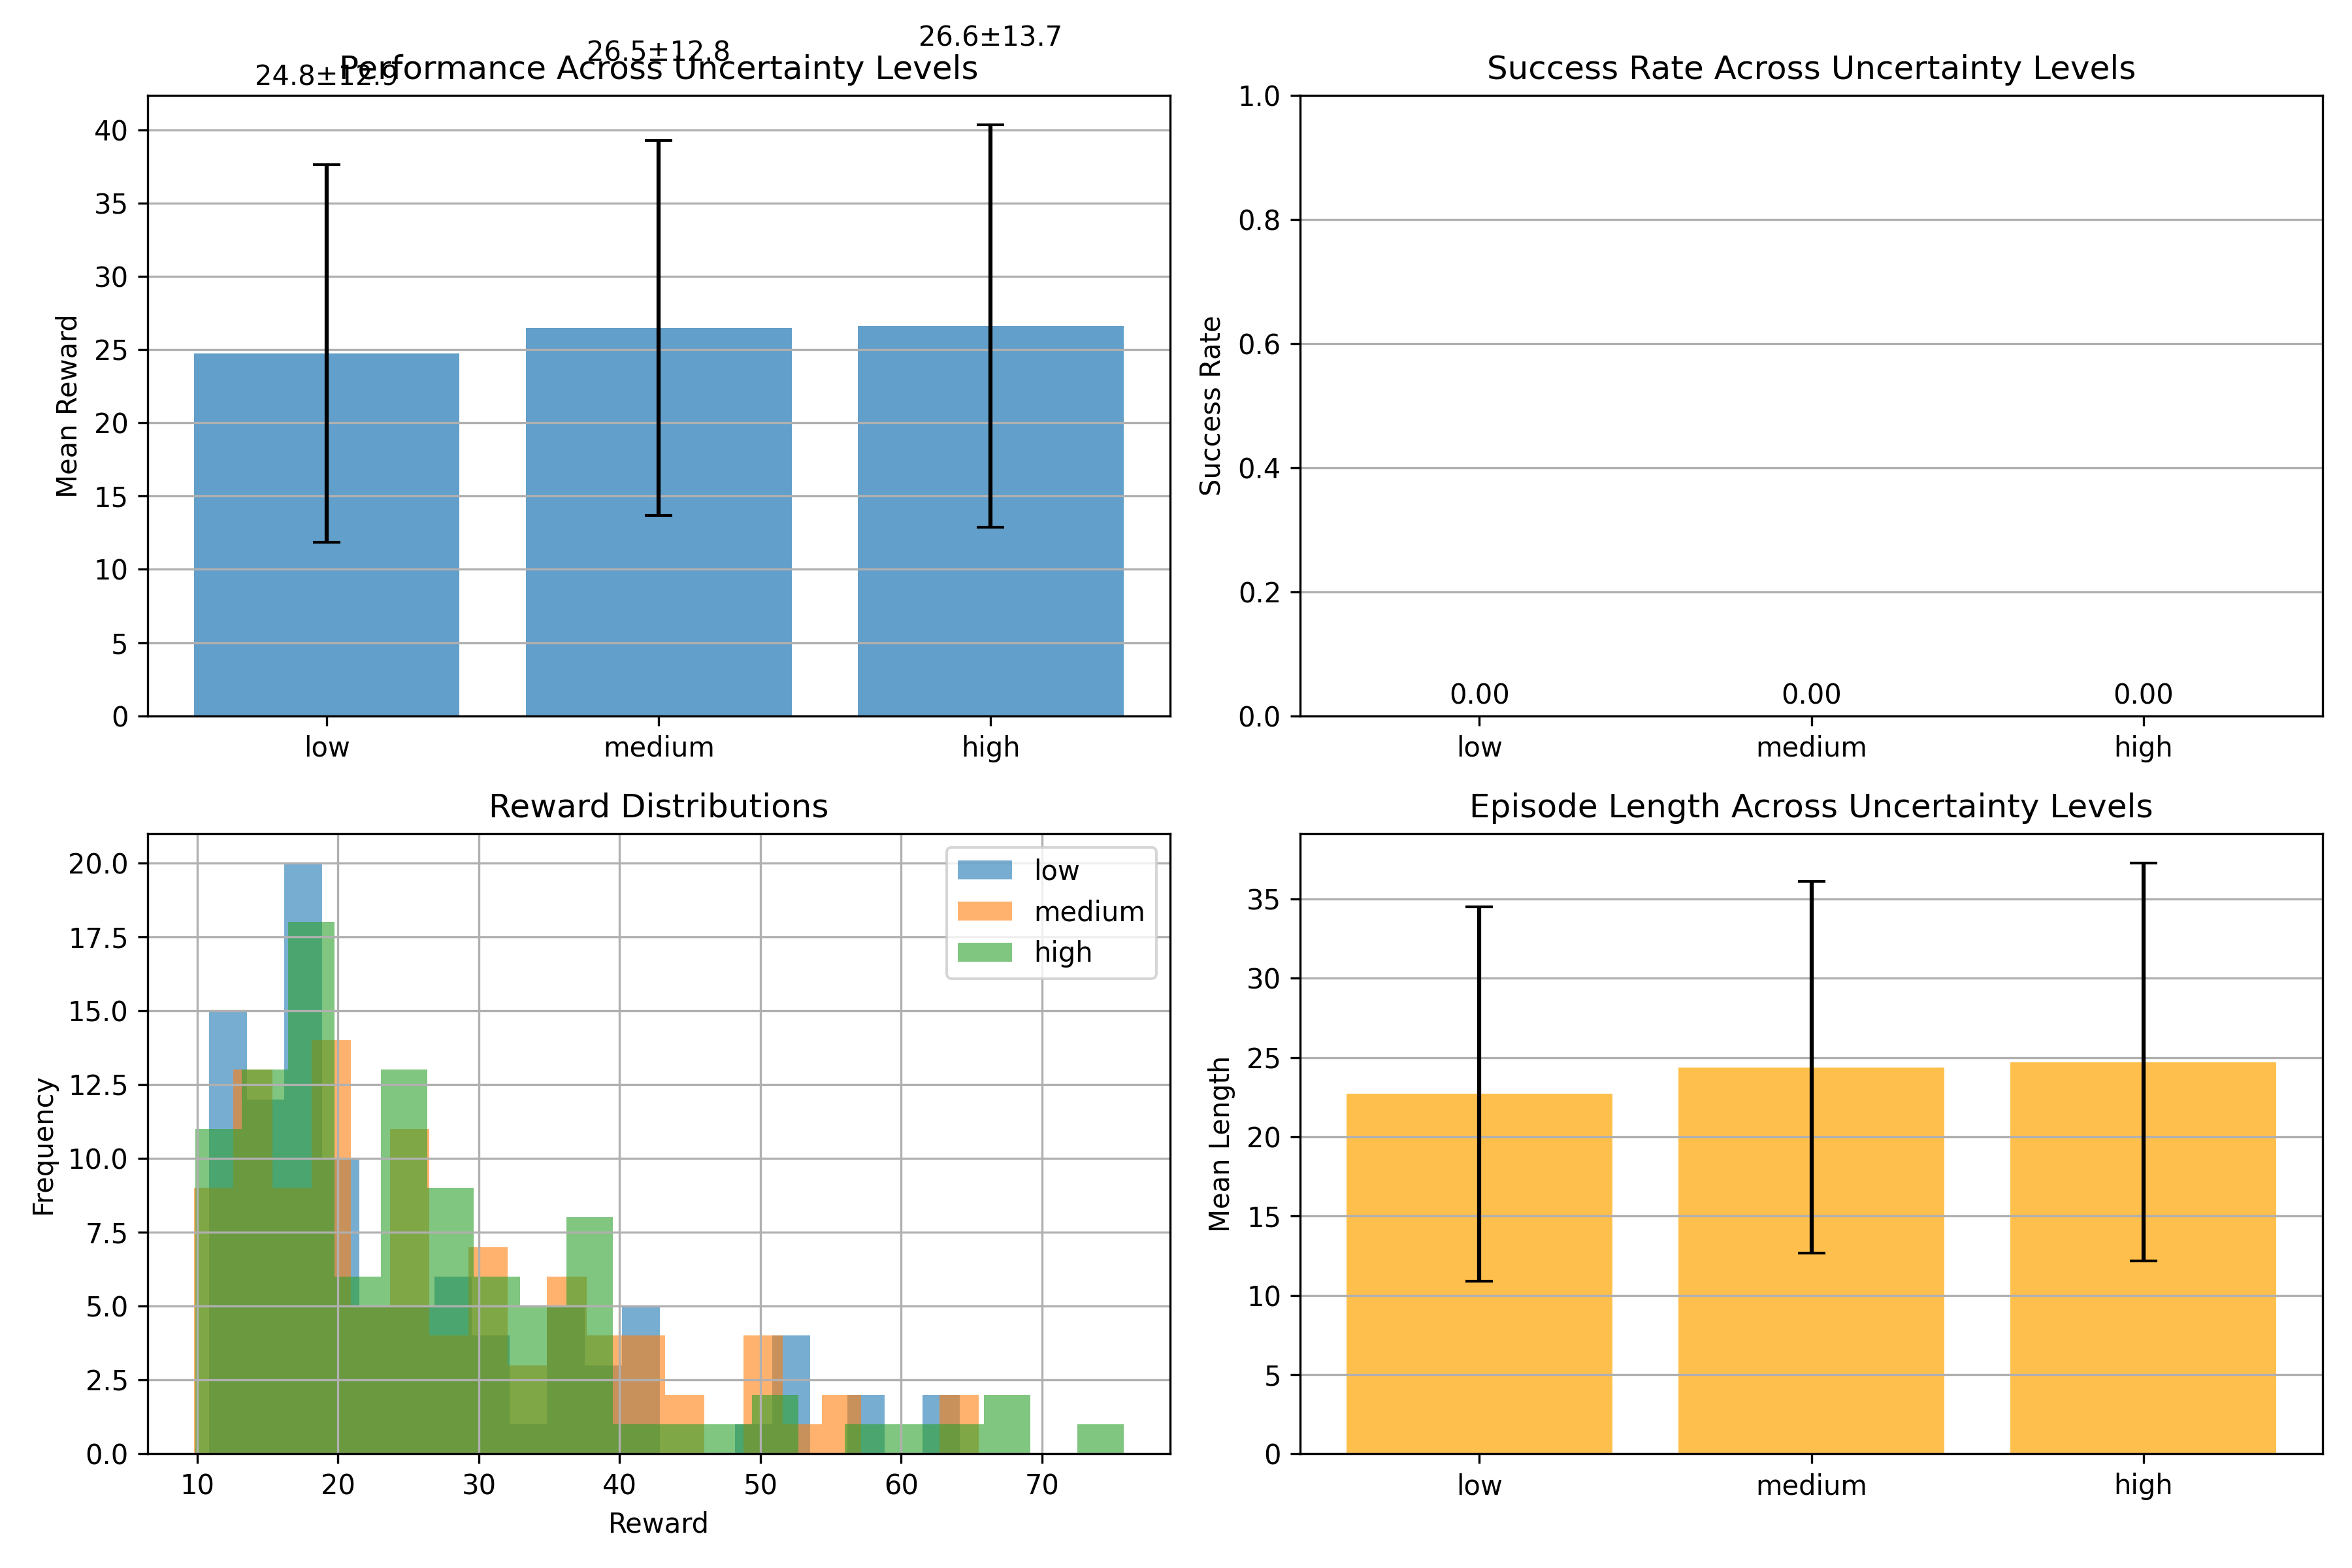 24.8±12.9
26.5±12.8
26.6±13.7
Performance Across Uncertainty Levels
Mean Reward
40
35
30
25
20
15
10
5
0
low medium high
Success Rate Across Uncertainty Levels
Success Rate
1.0
0.8
0.6
0.4
0.2
0.0
0.00 0.00 0.00
low medium high
Reward Distributions
Frequency
20.0
17.5
15.0
12.5
10.0
7.5
5.0
2.5
0.0
low
medium
high
10 20 30 40 50 60 70
Reward
Episode Length Across Uncertainty Levels
Mean Length
35
30
25
20
15
10
5
0
low medium high